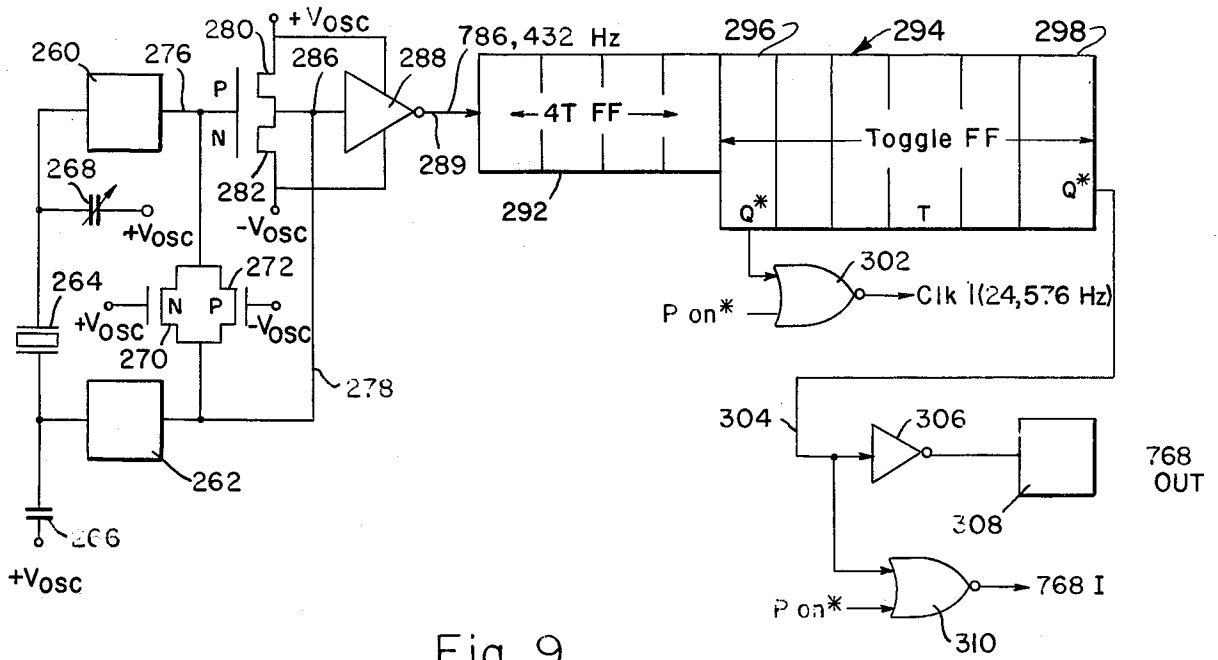 280
+VOSC
786,432 Hz
296
294
298
260
276
286
288
P
N
4T FF
Toggle FF
289
268
282
+VOSC
-VOSC
292
Q*
T
Q*
272
302
264
N
P
Clk 1(24,576 Hz)
+VOSC
-VOSC
P on*
270
278
304
306
262
768
OUT
308
266
+VOSC
768 I
P on*
310
Fig. 9